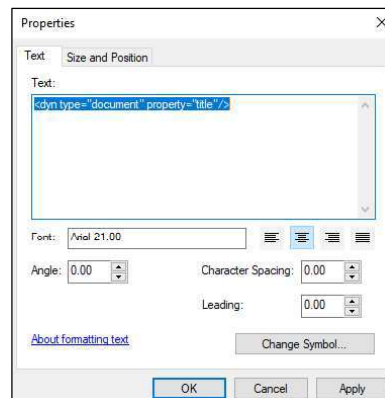 Properties
Text Size and Position
Text:
<dyn type="document" property="title"/>
Font: Arial 21.00
Angle: 0.00 Character Spacing: 0.00
Leading: 0.00
About formatting text Change Symbol...
OK Cancel Apply